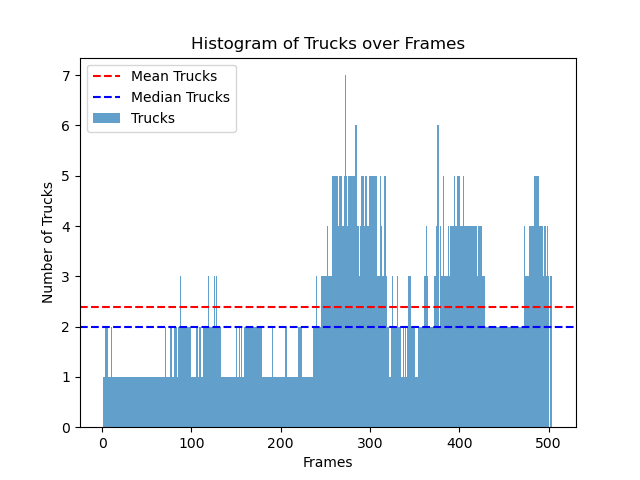 Histogram of Trucks over Frames
Mean Trucks
Median Trucks
Trucks
Number of Trucks
7
6
5
4
3
2
1
0
0 100 200 300 400 500
Frames